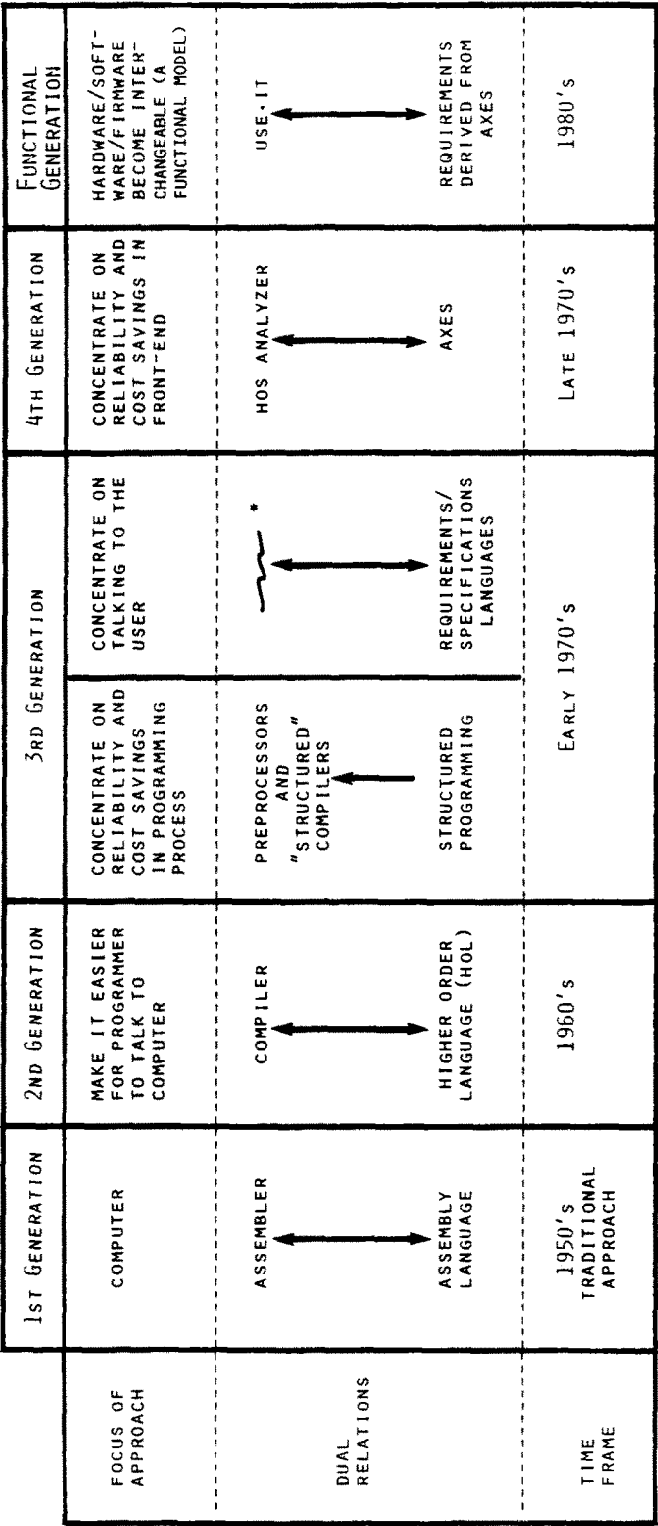 1ST GENERATION
2ND GENERATION
3RD GENERATION
4TH GENERATION
FUNCTIONAL
GENERATION
FOCUS OF
APPROACH
COMPUTER
MAKE IT EASIER
FOR PROGRAMMER
TO TALK TO
COMPUTER
CONCENTRATE ON
RELIABILITY AND
COST SAVINGS
IN PROGRAMMING
PROCESS
CONCENTRATE ON
TALKING TO THE
USER
CONCENTRATE ON
RELIABILITY AND
COST SAVINGS IN
FRONT-END
HARDWARE/SOFT-
WARE/FIRMWARE
BECOME INTER-
CHANGEABLE (A
FUNCTIONAL MODEL)
DUAL
RELATIONS
ASSEMBLER
ASSEMBLY
LANGUAGE
COMPILER
HIGHER ORDER
LANGUAGE (HOL)
PREPROCESSORS
AND
"STRUCTURED"
COMPILERS
STRUCTURED
PROGRAMMING
*
REQUIREMENTS/
SPECIFICATIONS
LANGUAGES
HOS ANALYZER
AXES
USE.IT
REQUIREMENTS
DERIVED FROM
AXES
TIME
FRAME
1950's
TRADITIONAL
APPROACH
1960's
EARLY 1970's
LATE 1970's
1980's